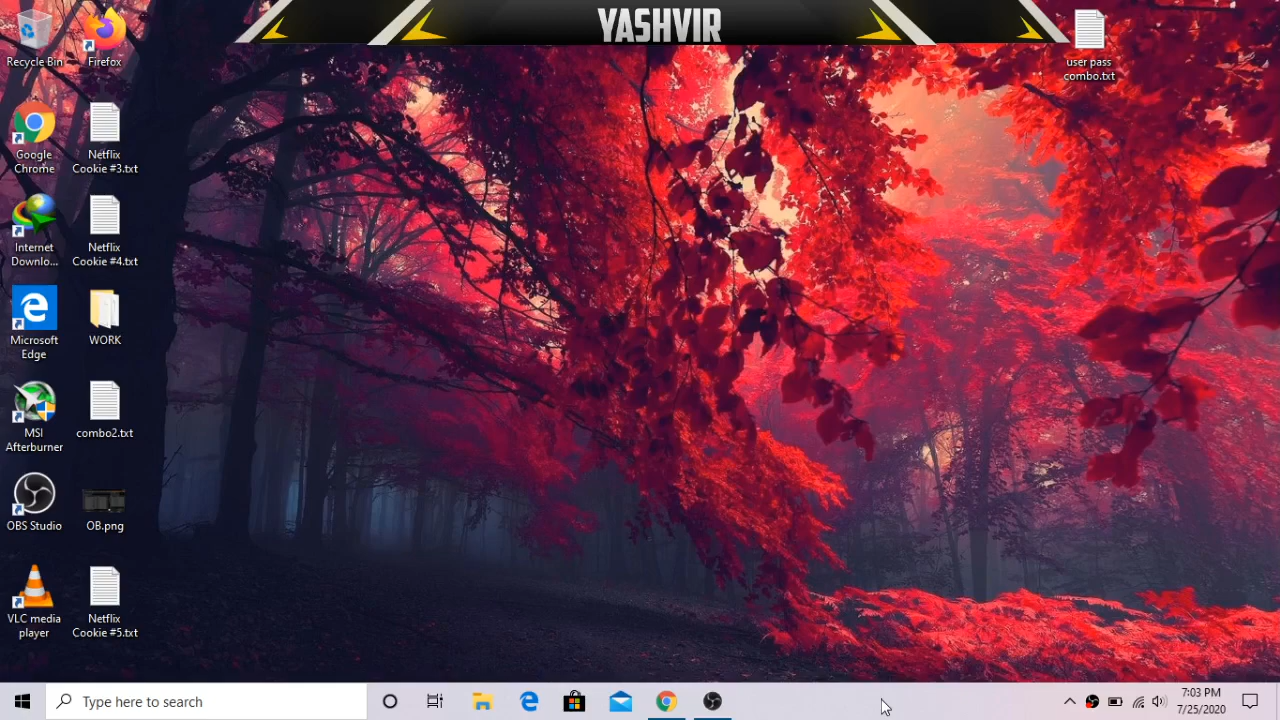 YASHVIR
Recycle Bin
Firefox
user pass
combo.txt
Google
Chrome
Netflix
Cookie #3.txt
Internet
Downlo...
Netflix
Cookie #4.txt
Microsoft
Edge
WORK
MSI
Afterburner
combo2.txt
OBS Studio
OB.png
VLC media
player
Netflix
Cookie #5.txt
Type here to search
7:03 PM
7/25/2020